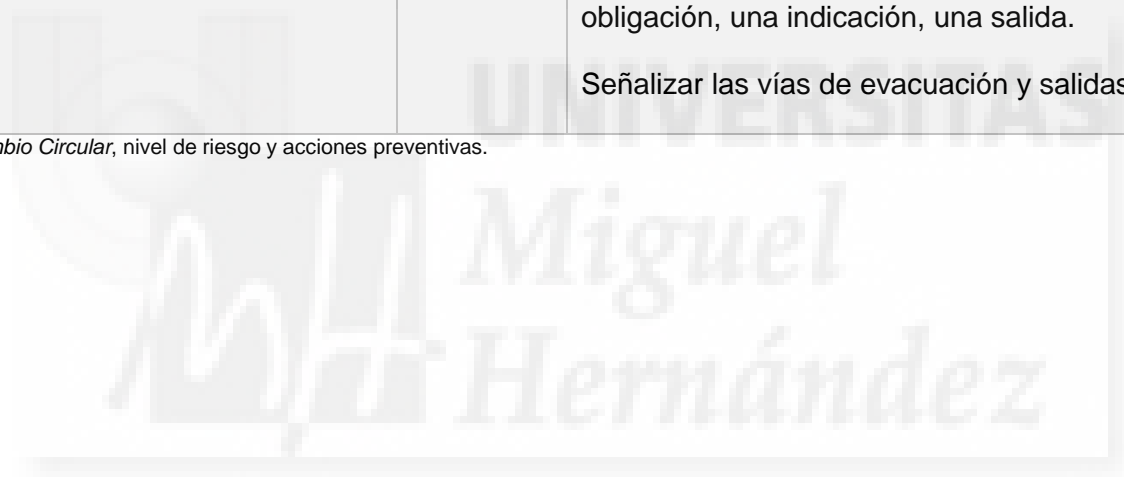 obligación, una indicación, una salida.
Señalizar las vías de evacuación y salidas
bio Circular, nivel de riesgo y acciones preventivas.
UNIVERSITAS
Miguel
Hernández